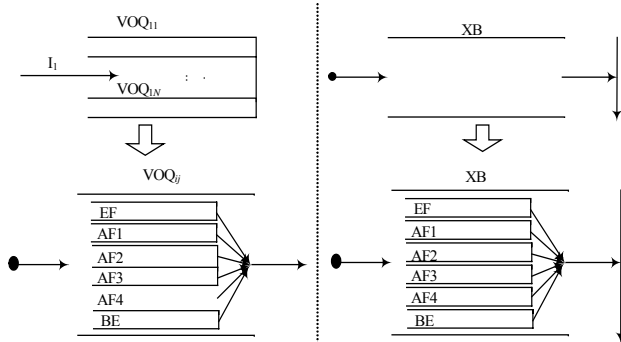 VOQ11
I1
: .
VOQ1N
VOQij
EF
AF1
AF2
AF3
AF4
BE
XB
XB
EF
AF1
AF2
AF3
AF4
BE